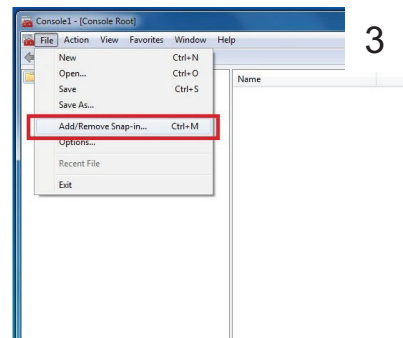 Console1 - [Console Root]
File Action View Favorites Window Help
3
New Ctrl+N
Open... Ctrl+O
Save Ctrl+S
Save As...
Add/Remove Snap-in... Ctrl+M
Options...
Recent File
Exit
Name